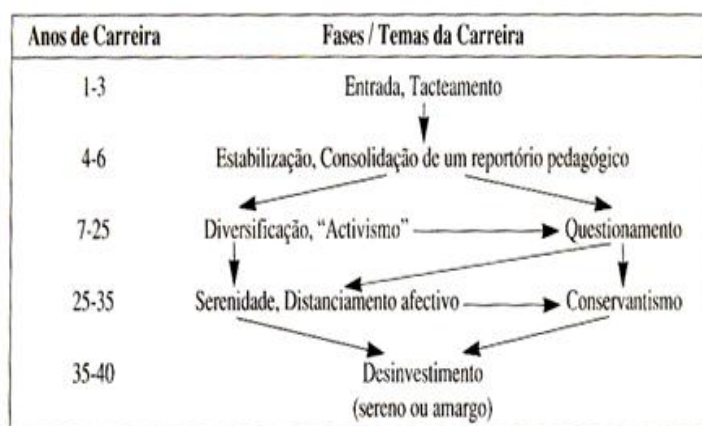 Anos de Carreira Fases / Temas da Carreira
1-3 Entrada, Tacteamento
4-6 Estabilização, Consolidação de um reportório pedagógico
7-25 Diversificação, “Activismo” Questionamento
25-35 Serenidade, Distanciamento afectivo Conservantismo
35-40 Desinvestimento
(sereno ou amargo)